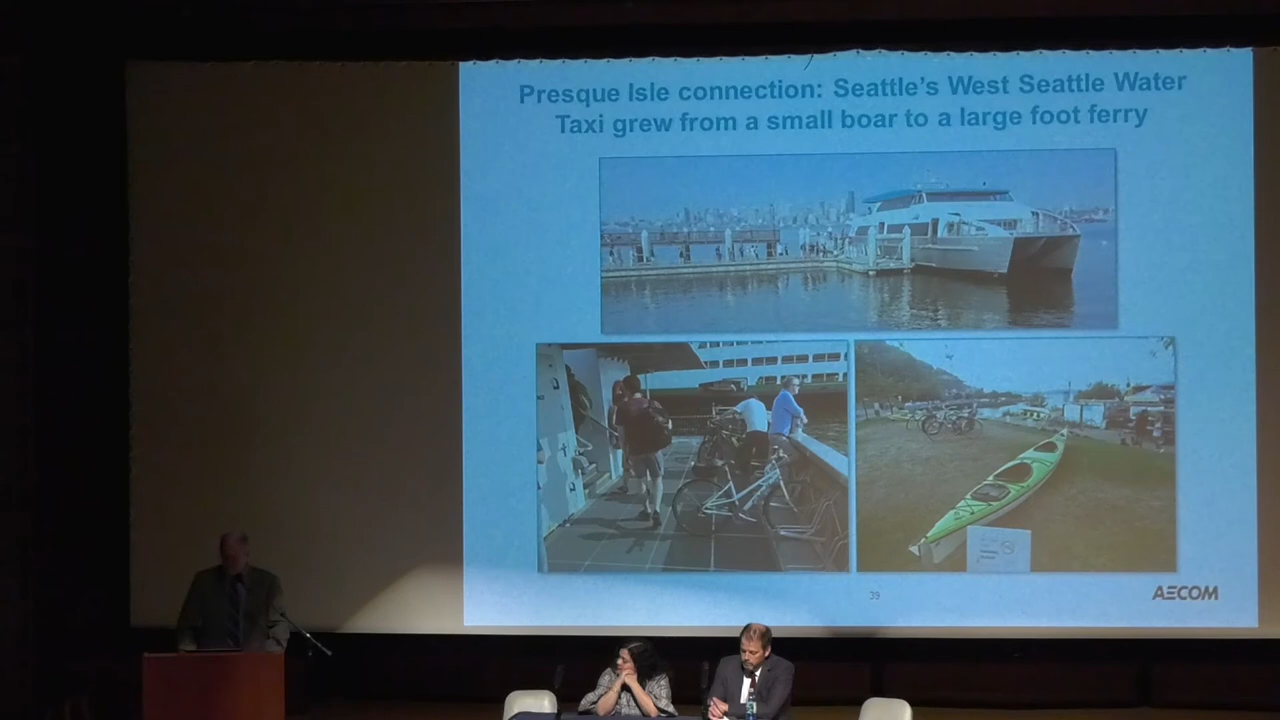 Presque Isle connection: Seattle's West Seattle Water
Taxi grew from a small boar to a large foot ferry
39
AECOM